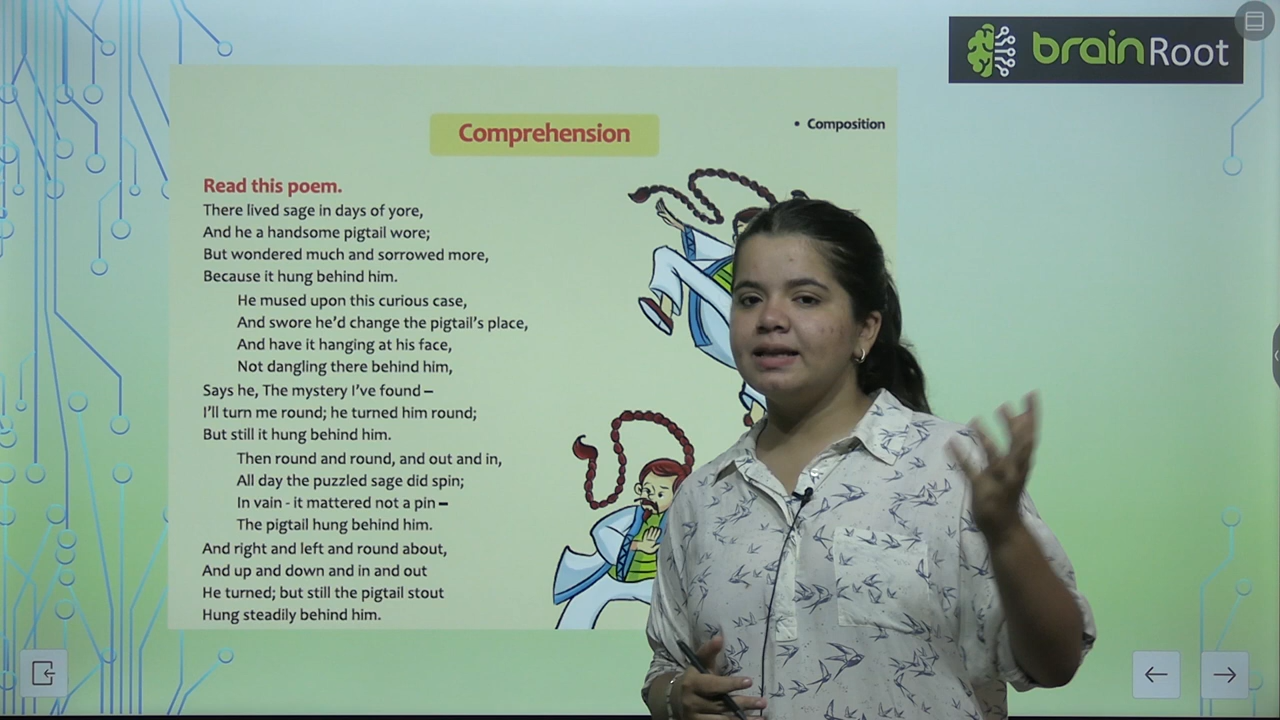 brainRoot
Comprehension
• Composition
Read this poem.
There lived sage in days of yore,
And he a handsome pigtail wore;
But wondered much and sorrowed more,
Because it hung behind him.
He mused upon this curious case,
And swore he'd change the pigtail's place,
And have it hanging at his face,
Not dangling there behind him,
Says he, The mystery I've found –
I'll turn me round; he turned him round;
But still it hung behind him.
Then round and round, and out and in,
All day the puzzled sage did spin;
In vain - it mattered not a pin –
The pigtail hung behind him.
And right and left and round about,
And up and down and in and out
He turned; but still the pigtail stout
Hung steadily behind him.